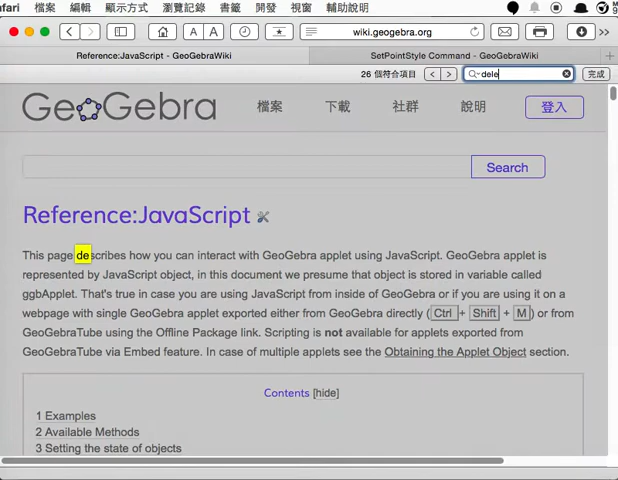 afari 檔案 編輯 顯示方式 瀏覽記錄 書籤 開發 視窗 輔助說明
wiki.geogebra.org
A A
Reference:JavaScript - GeoGebraWiki
SetPointStyle Command - GeoGebraWiki
26 個符合項目
dele
完成
GeoGebra
檔案 下載 社群 說明 登入
Search
Reference:JavaScript
This page describes how you can interact with GeoGebra applet using JavaScript. GeoGebra applet is
represented by JavaScript object, in this document we presume that object is stored in variable called
ggbApplet. That's true in case you are using JavaScript from inside of GeoGebra or if you are using it on a
webpage with single GeoGebra applet exported either from GeoGebra directly ( Ctrl + Shift + M ) or from
GeoGebraTube using the Offline Package link. Scripting is not available for applets exported from
GeoGebraTube via Embed feature. In case of multiple applets see the Obtaining the Applet Object section.
Contents [hide]
1 Examples
2 Available Methods
3 Setting the state of objects